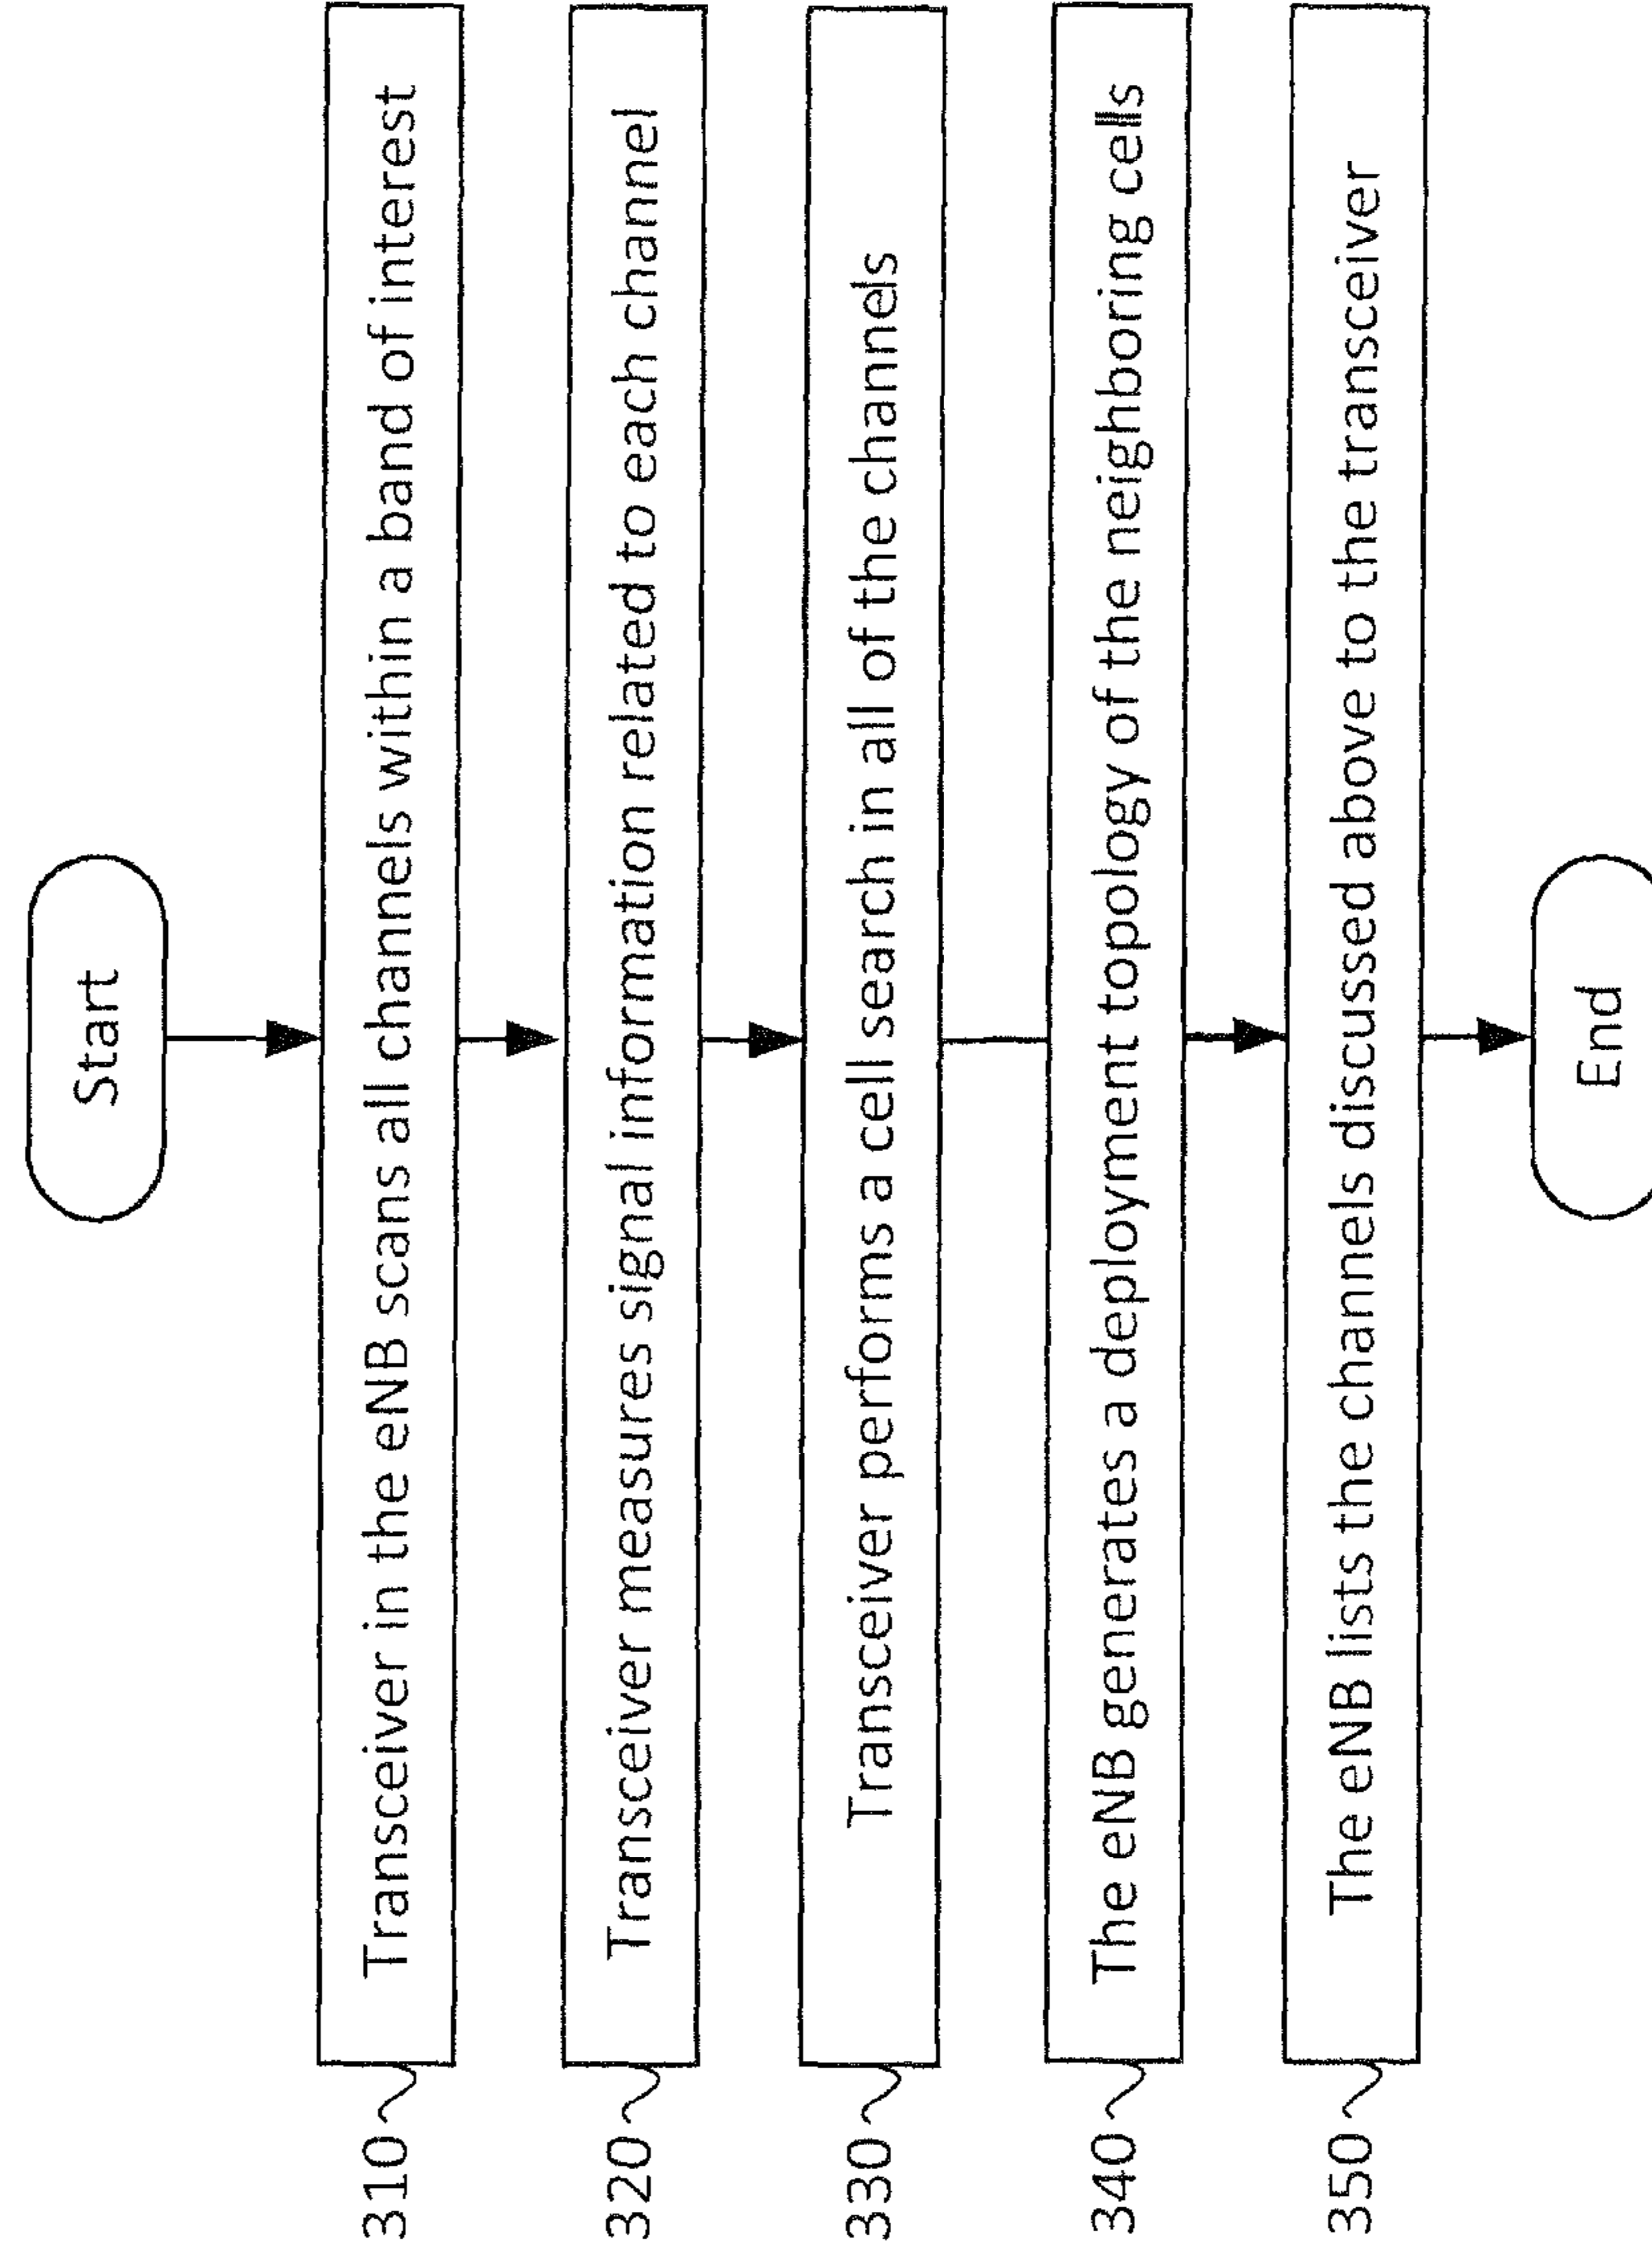 Start
310 Transceiver in the eNB scans all channels within a band of interest
320 Transceiver measures signal information related to each channel
330 Transceiver performs a cell search in all of the channels
340 The eNB generates a deployment topology of the neighboring cells
350 The eNB lists the channels discussed above to the transceiver
End